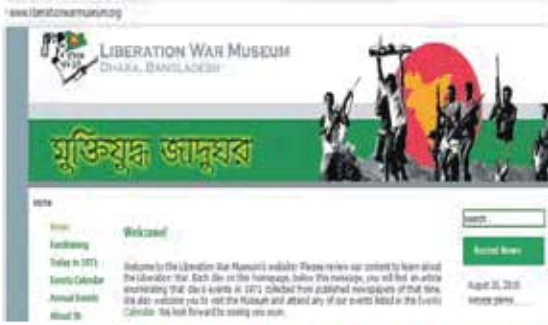 www.liberationwarmuseum.org
LIBERATION WAR MUSEUM
DHAKA, BANGLADESH
মুক্তিযুদ্ধ জাদুঘর
Home
Home
Fundraising
Today in 1971
Events Calendar
Annual Events
About Us
Welcome!
Welcome to the Liberation War Museum's website. Please review our content to learn about
the Liberation War. Each day on the homepage, below this message, you will find an article
enumerating that day's events in 1971 collected from published newspapers of that time.
We also welcome you to visit the Museum and attend any of our events listed in the Events
Calendar. We look forward to seeing you soon.
search
Recent News
August 20, 2010